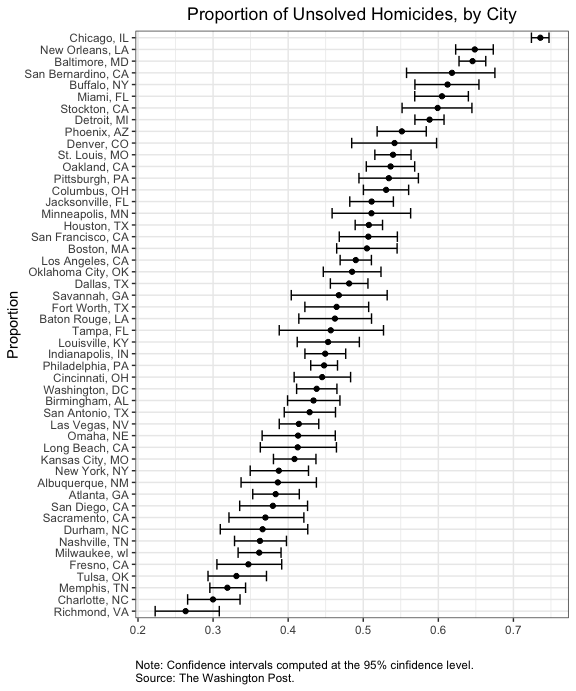 Proportion of Unsolved Homicides, by City
Proportion
Chicago, IL
New Orleans, LA
Baltimore, MD
San Bernardino, CA
Buffalo, NY
Miami, FL
Stockton, CA
Detroit, MI
Phoenix, AZ
Denver, CO
St. Louis, MO
Oakland, CA
Pittsburgh, PA
Columbus, OH
Jacksonville, FL
Minneapolis, MN
Houston, TX
San Francisco, CA
Boston, MA
Los Angeles, CA
Oklahoma City, OK
Dallas, TX
Savannah, GA
Fort Worth, TX
Baton Rouge, LA
Tampa, FL
Louisville, KY
Indianapolis, IN
Philadelphia, PA
Cincinnati, OH
Washington, DC
Birmingham, AL
San Antonio, TX
Las Vegas, NV
Omaha, NE
Long Beach, CA
Kansas City, MO
New York, NY
Albuquerque, NM
Atlanta, GA
San Diego, CA
Sacramento, CA
Durham, NC
Nashville, TN
Milwaukee, wI
Fresno, CA
Tulsa, OK
Memphis, TN
Charlotte, NC
Richmond, VA
0.2 0.3 0.4 0.5 0.6 0.7
Note: Confidence intervals computed at the 95% cinfidence level.
Source: The Washington Post.